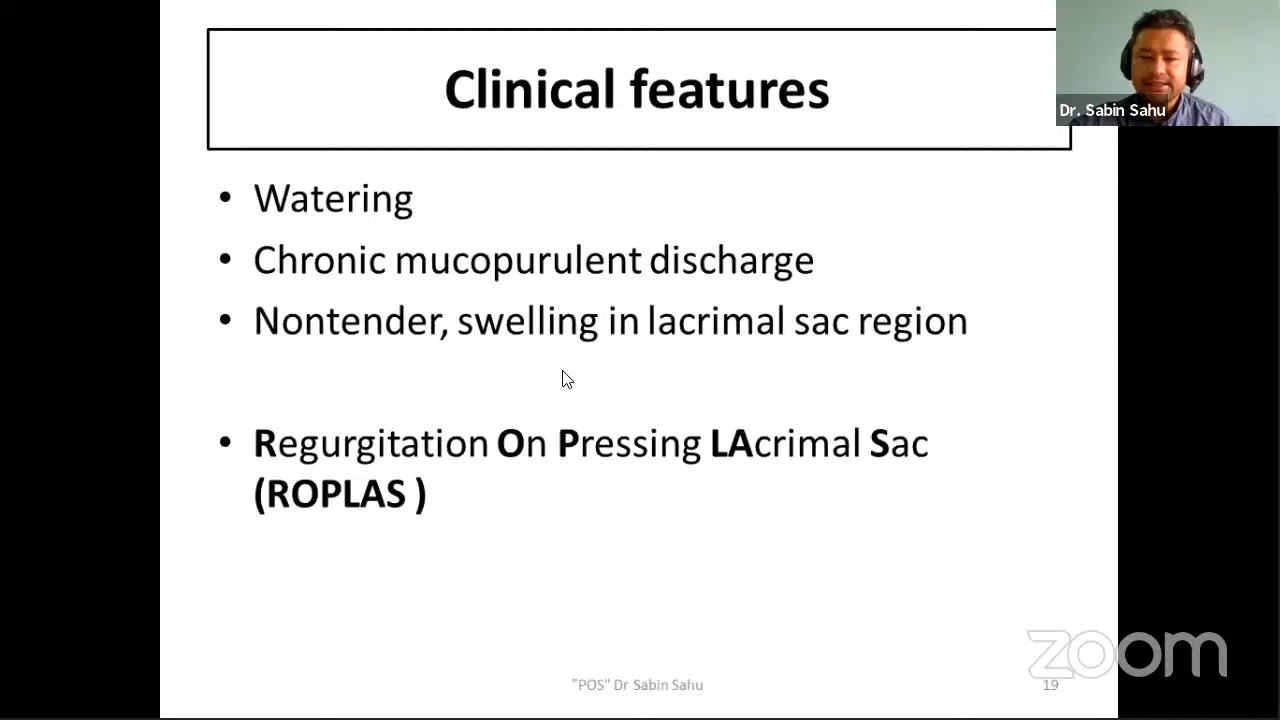 Clinical features
Dr. Sabin Sahu
• Watering
• Chronic mucopurulent discharge
• Nontender, swelling in lacrimal sac region
• Regurgitation On Pressing LAcrimal Sac
(ROPLAS )
zoom
"POS" Dr Sabin Sahu
19